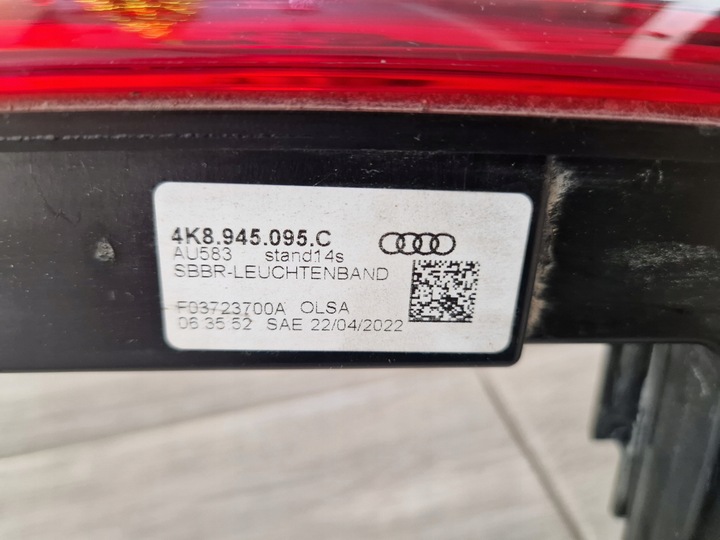 4K8.945.095.C
AU583 stand14s
SBBR-LEUCHTENBAND
F03723700A OLSA
06 35 52 SAE 22/04/2022